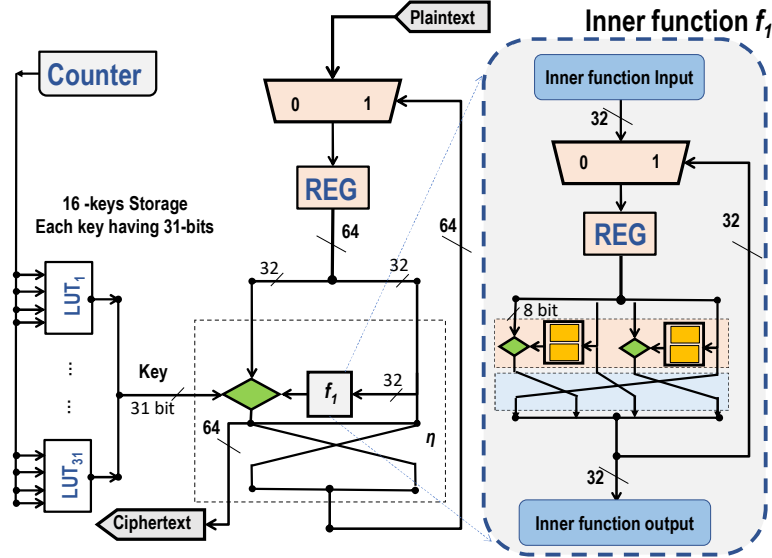 Plaintext
Inner function f1
Counter
0 1
Inner function Input
32
0 1
16 -keys Storage
Each key having 31-bits
REG
64
64
32
REG
32
32
LUT1
8 bit
...
Key
31 bit
f1
32
64
η
...
LUT31
32
Ciphertext
Inner function output